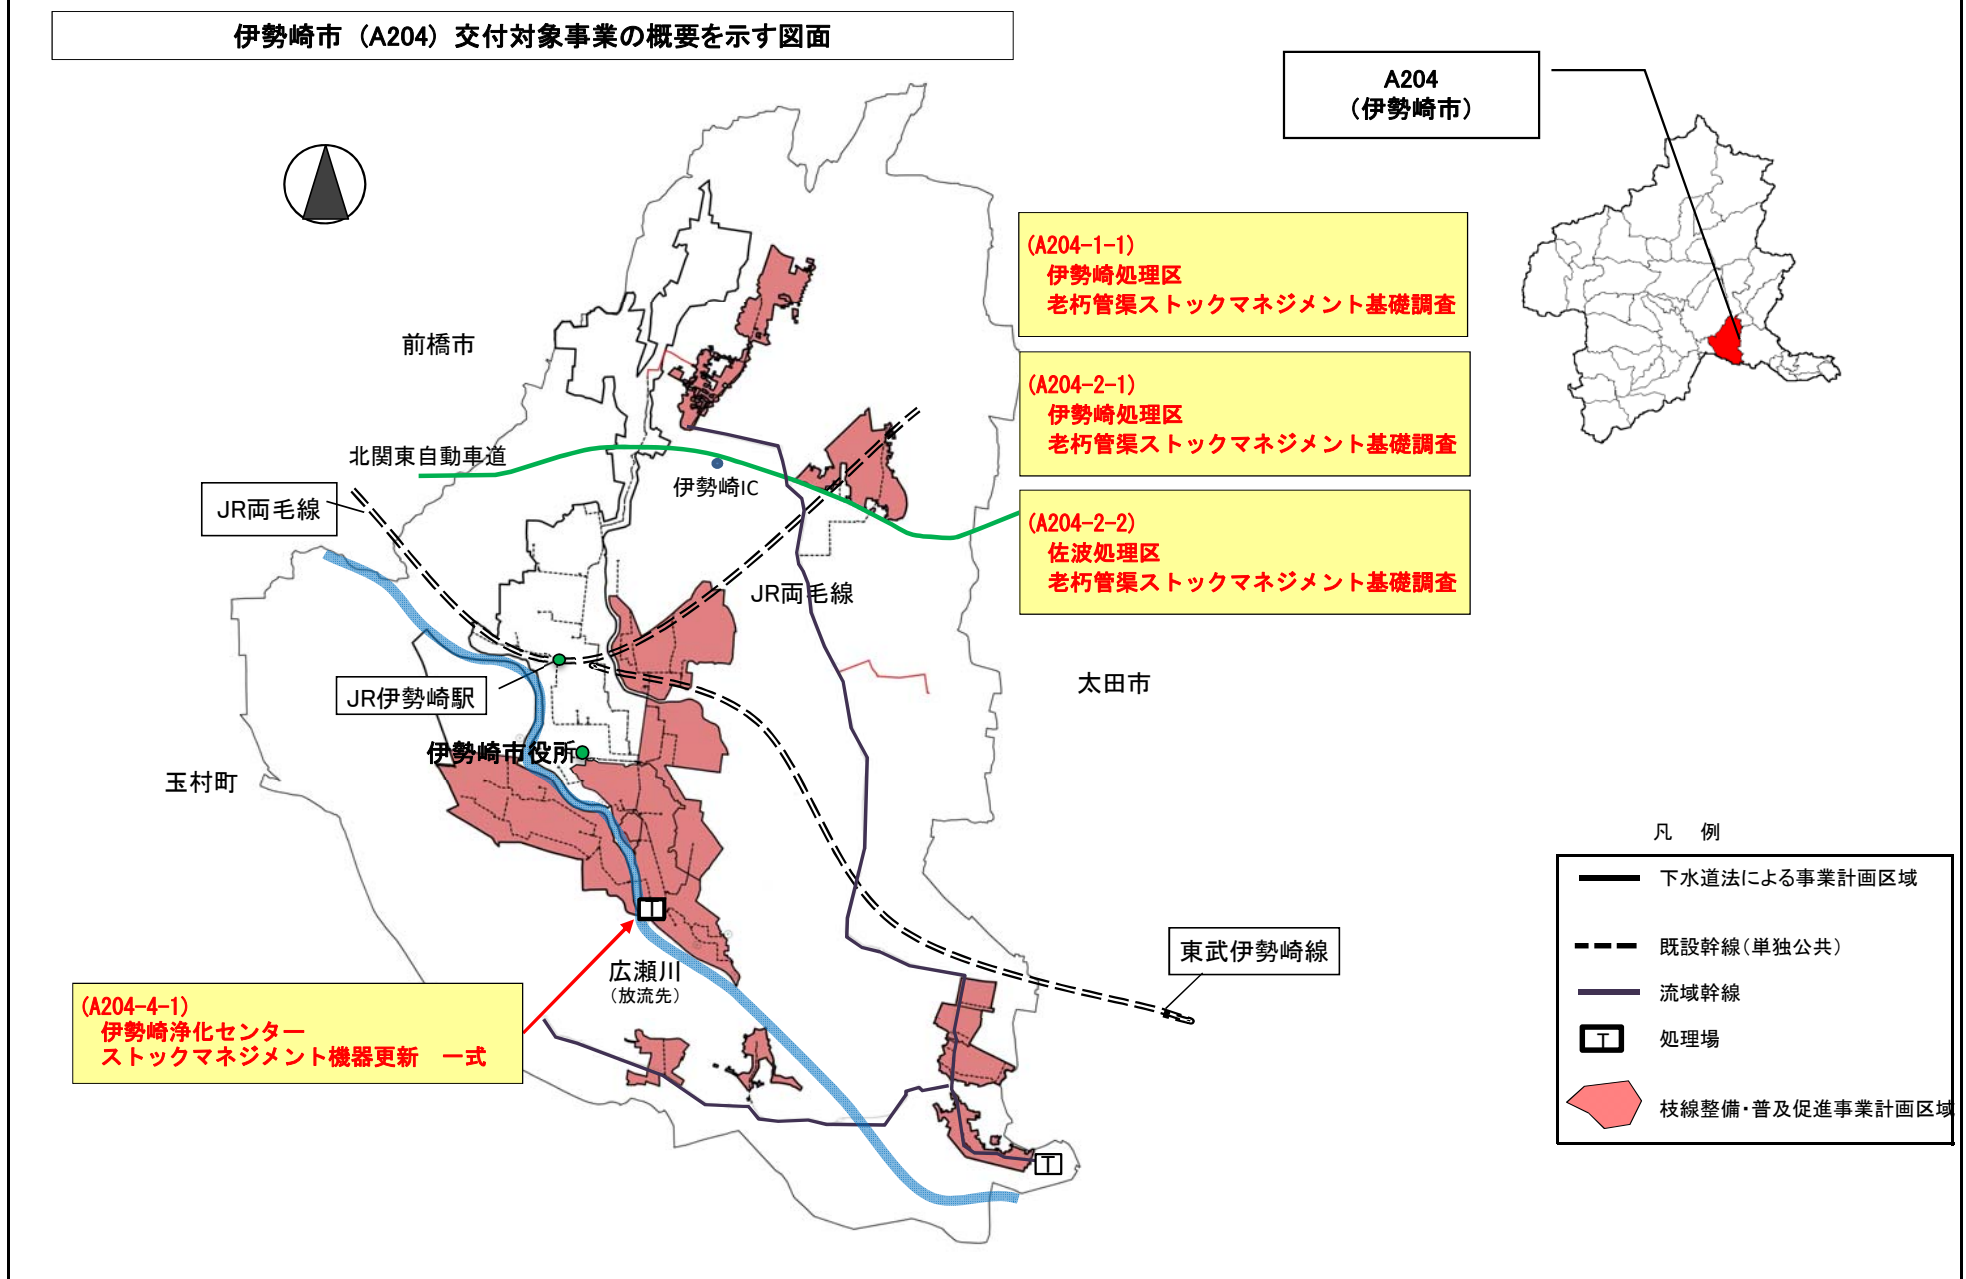 伊勢崎市（A204）交付対象事業の概要を示す図面
A204
（伊勢崎市）
(A204-1-1)
伊勢崎処理区
老朽管渠ストックマネジメント基礎調査
前橋市
(A204-2-1)
伊勢崎処理区
老朽管渠ストックマネジメント基礎調査
北関東自動車道
伊勢崎IC
JR両毛線
(A204-2-2)
佐波処理区
老朽管渠ストックマネジメント基礎調査
JR両毛線
JR伊勢崎駅
太田市
伊勢崎市役所
玉村町
T
東武伊勢崎線
広瀬川
（放流先）
(A204-4-1)
伊勢崎浄化センター
ストックマネジメント機器更新　一式
T
凡　例
下水道法による事業計画区域
既設幹線（単独公共）
流域幹線
T 処理場
枝線整備・普及促進事業計画区域